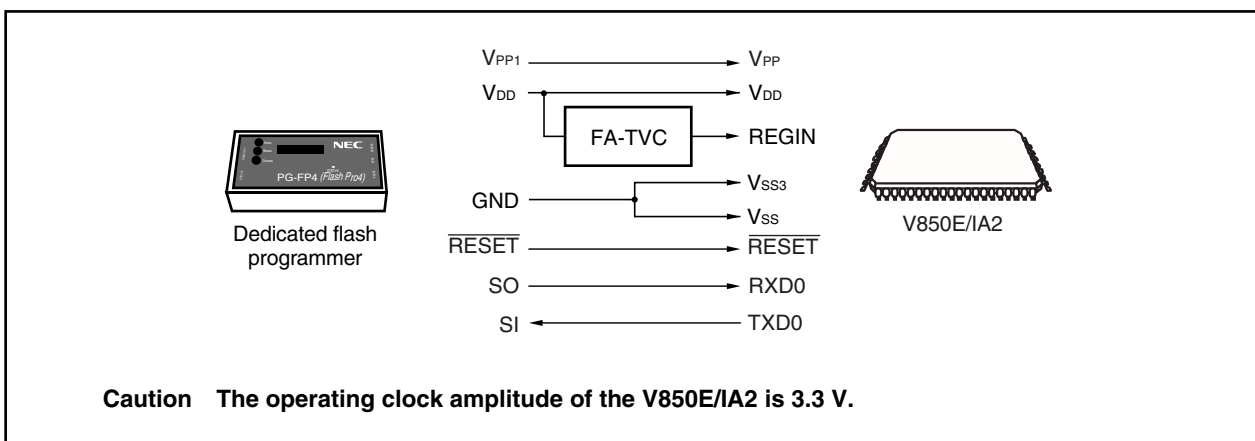 VPP1 VPP
VDD VDD
FA-TVC REGIN
NEC
PG-FP4 (Flash Pro4)
GND VSS3
VSS
V850E/IA2
Dedicated flash
programmer
RESET RESET
SO RXD0
SI TXD0
Caution The operating clock amplitude of the V850E/IA2 is 3.3 V.